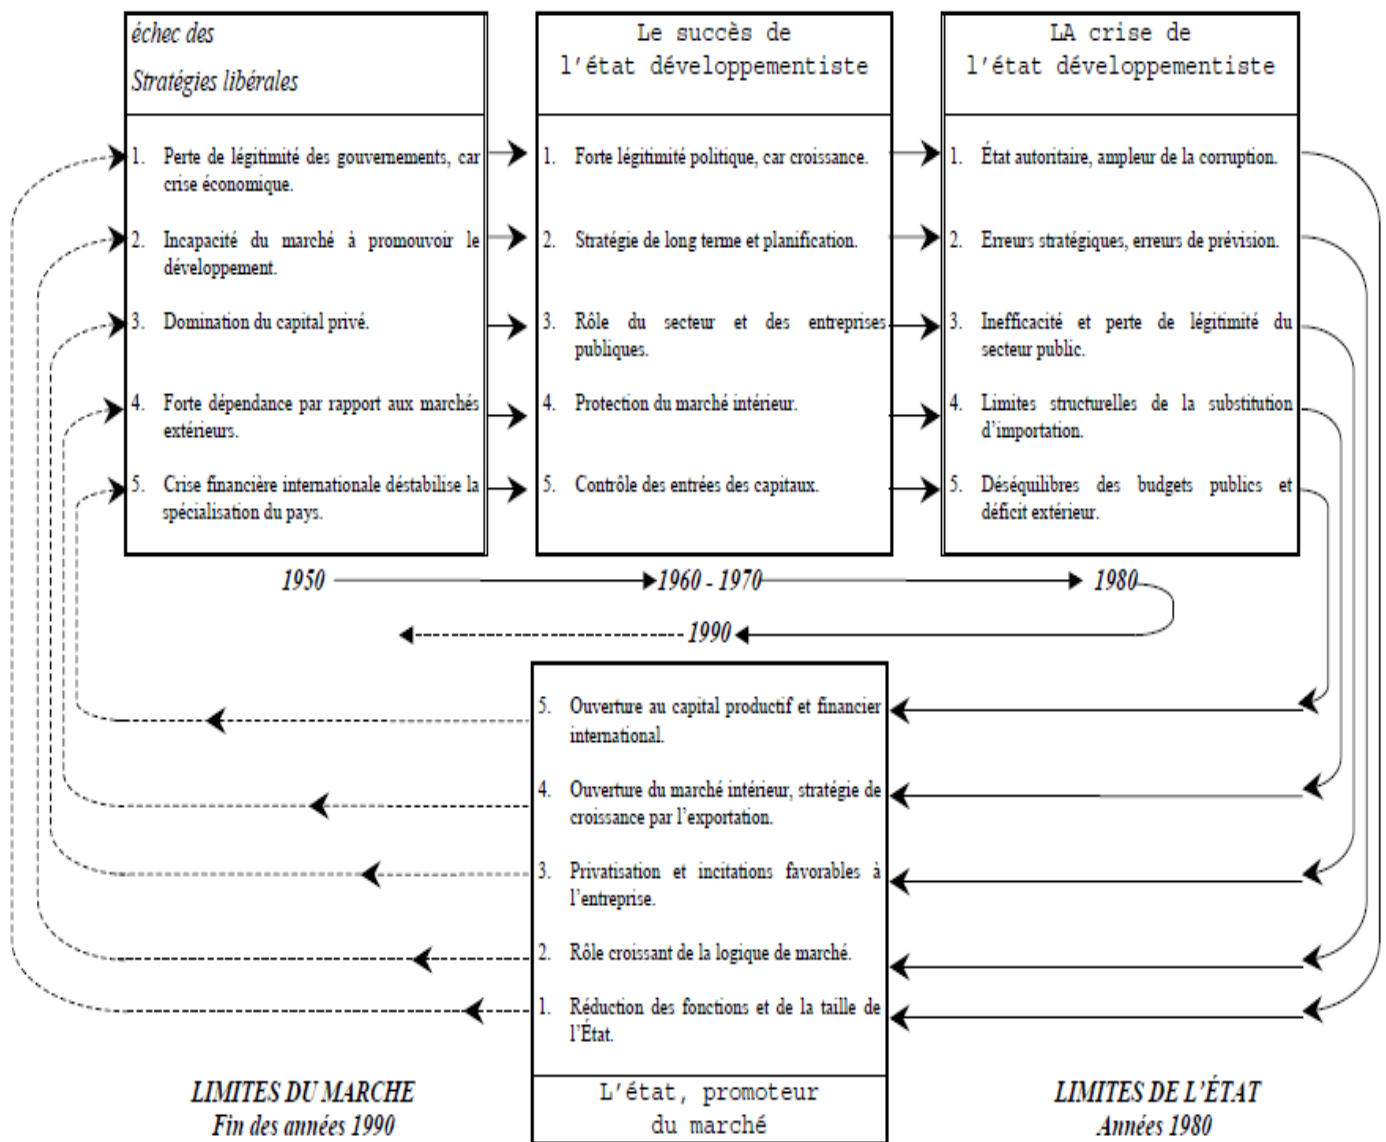 échec des
Stratégies libérales
1. Perte de légitimité des gouvernements, car
crise économique.
2. Incapacité du marché à promouvoir le
développement.
3. Domination du capital privé.
4. Forte dépendance par rapport aux marchés
extérieurs.
5. Crise financière internationale déstabilise la
spécialisation du pays.
Le succès de
l'état développementiste
1. Forte légitimité politique, car croissance.
2. Stratégie de long terme et planification.
3. Rôle du secteur et des entreprises
publiques.
4. Protection du marché intérieur.
5. Contrôle des entrées des capitaux.
LA crise de
l'état développementiste
1. État autoritaire, ampleur de la corruption.
2. Erreurs stratégiques, erreurs de prévision.
3. Inefficacité et perte de légitimité du
secteur public.
4. Limites structurelles de la substitution
d'importation.
5. Déséquilibres des budgets publics et
déficit extérieur.
1950
1960 - 1970
1980
1990
5. Ouverture au capital productif et financier
international.
4. Ouverture du marché intérieur, stratégie de
croissance par l'exportation.
3. Privatisation et incitations favorables à
l'entreprise.
2. Rôle croissant de la logique de marché.
1. Réduction des fonctions et de la taille de
l'État.
L'état, promoteur
du marché
LIMITES DU MARCHE
Fin des années 1990
LIMITES DE L'ÉTAT
Années 1980